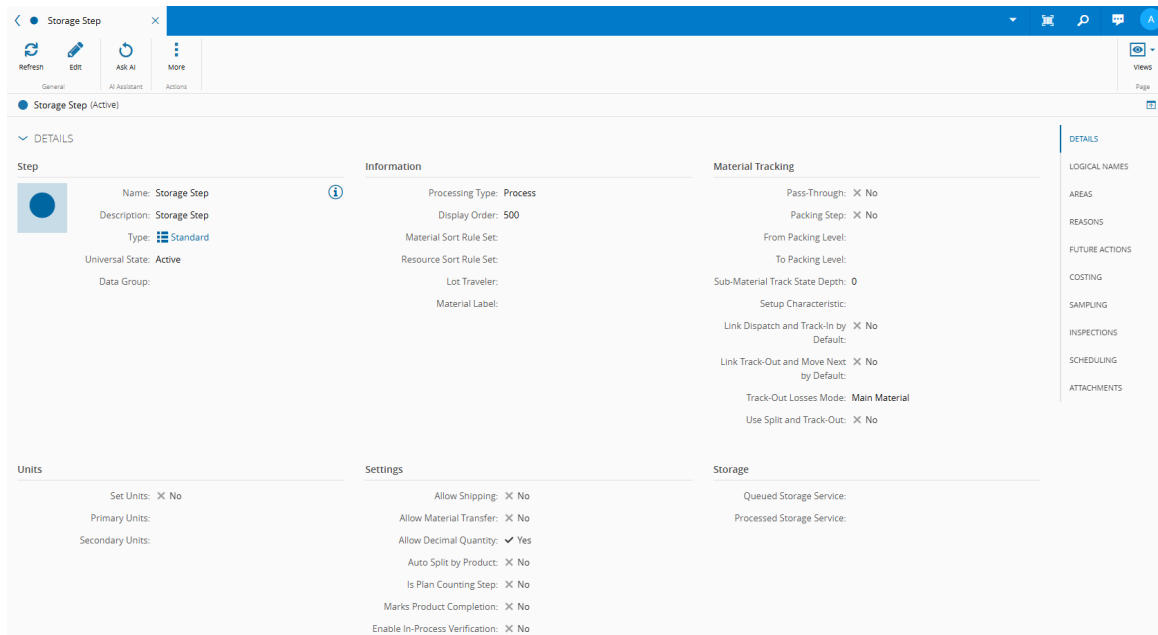 Storage Step
A
Refresh
Edit
Ask AI
More
Views
General
AI Assistant
Actions
Page
Storage Step (Active)
DETAILS
Step
Name: Storage Step
Description: Storage Step
Type: Standard
Universal State: Active
Data Group:
Information
Processing Type: Process
Display Order: 500
Material Sort Rule Set:
Resource Sort Rule Set:
Lot Traveler:
Material Label:
Material Tracking
Pass-Through: No
Packing Step: No
From Packing Level:
To Packing Level:
Sub-Material Track State Depth: 0
Setup Characteristic:
Link Dispatch and Track-In by No
Default:
Link Track-Out and Move Next No
by Default:
Track-Out Losses Mode: Main Material
Use Split and Track-Out: No
Units
Set Units: No
Primary Units:
Secondary Units:
Settings
Allow Shipping: No
Allow Material Transfer: No
Allow Decimal Quantity: Yes
Auto Split by Product: No
Is Plan Counting Step: No
Marks Product Completion: No
Enable In-Process Verification: No
Storage
Queued Storage Service:
Processed Storage Service:
DETAILS
LOGICAL NAMES
AREAS
REASONS
FUTURE ACTIONS
COSTING
SAMPLING
INSPECTIONS
SCHEDULING
ATTACHMENTS